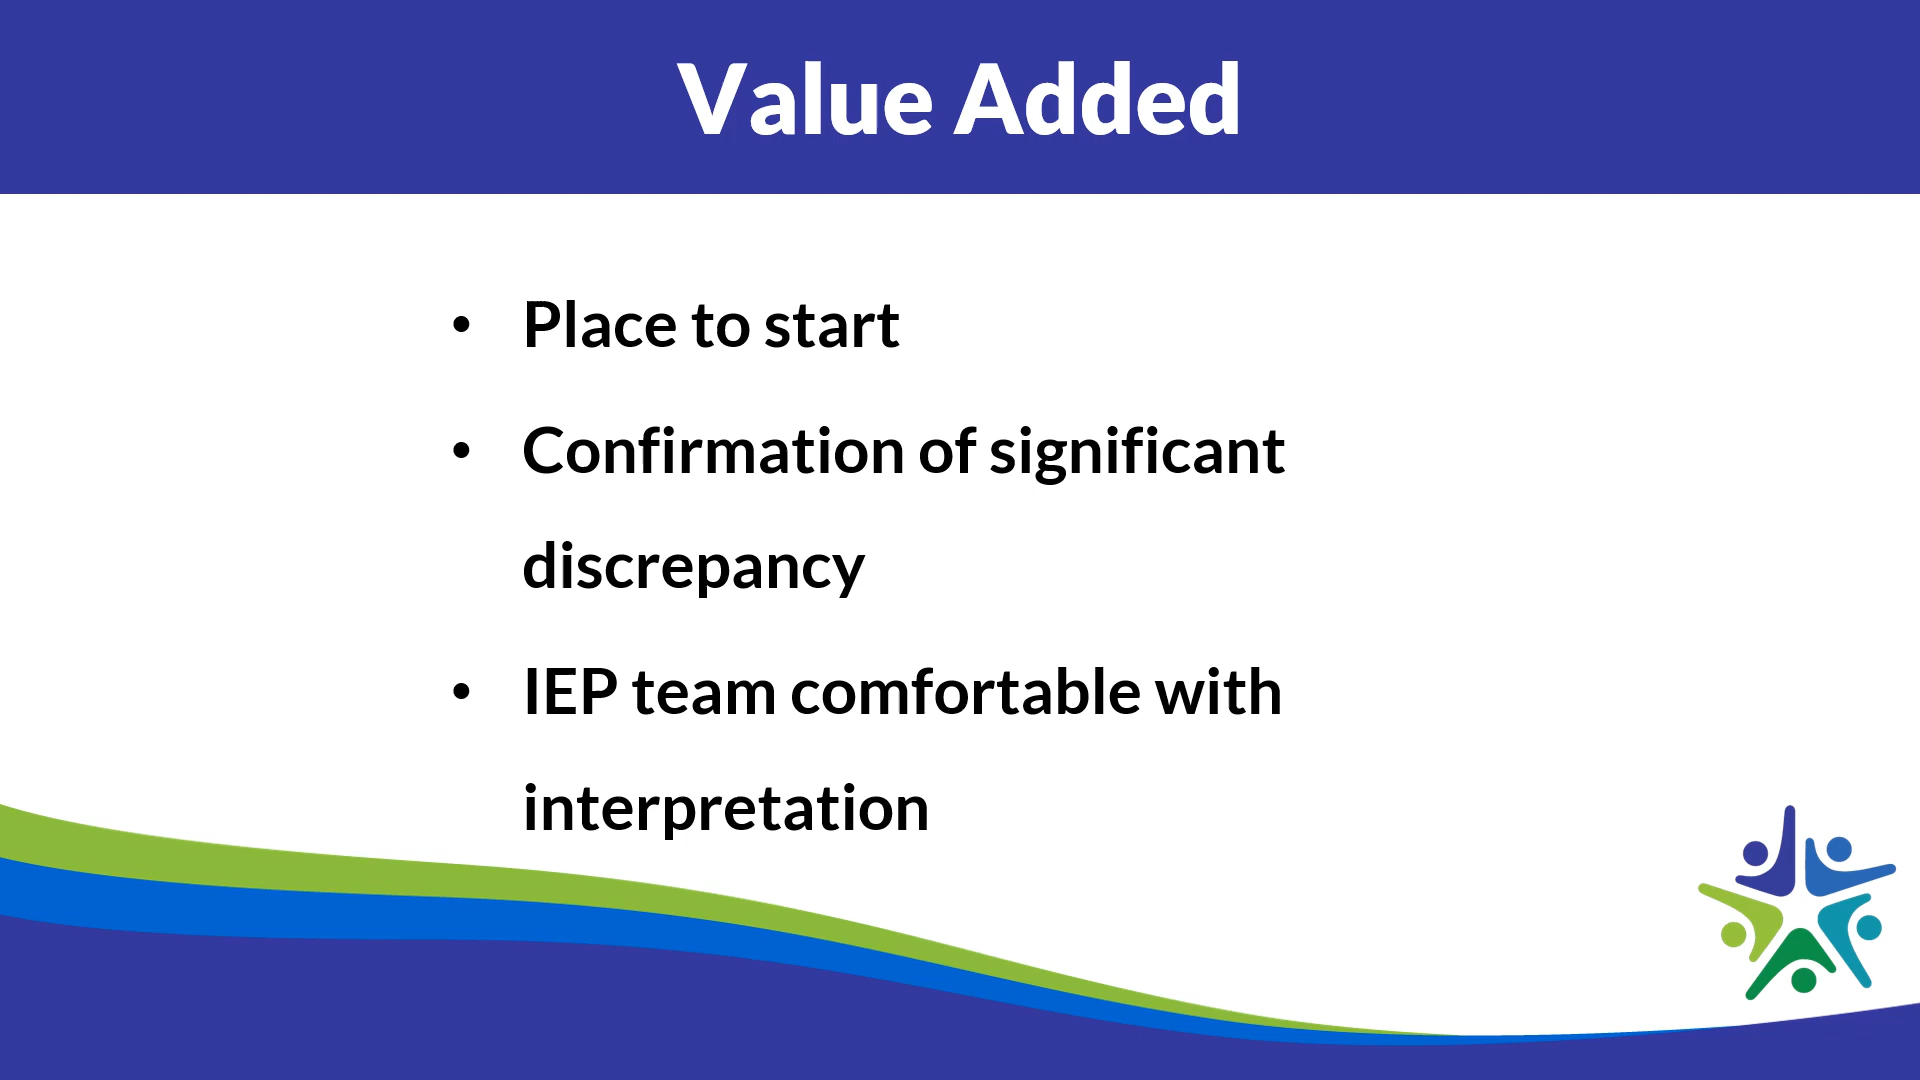 Value Added
• Place to start
• Confirmation of significant
discrepancy
• IEP team comfortable with
interpretation